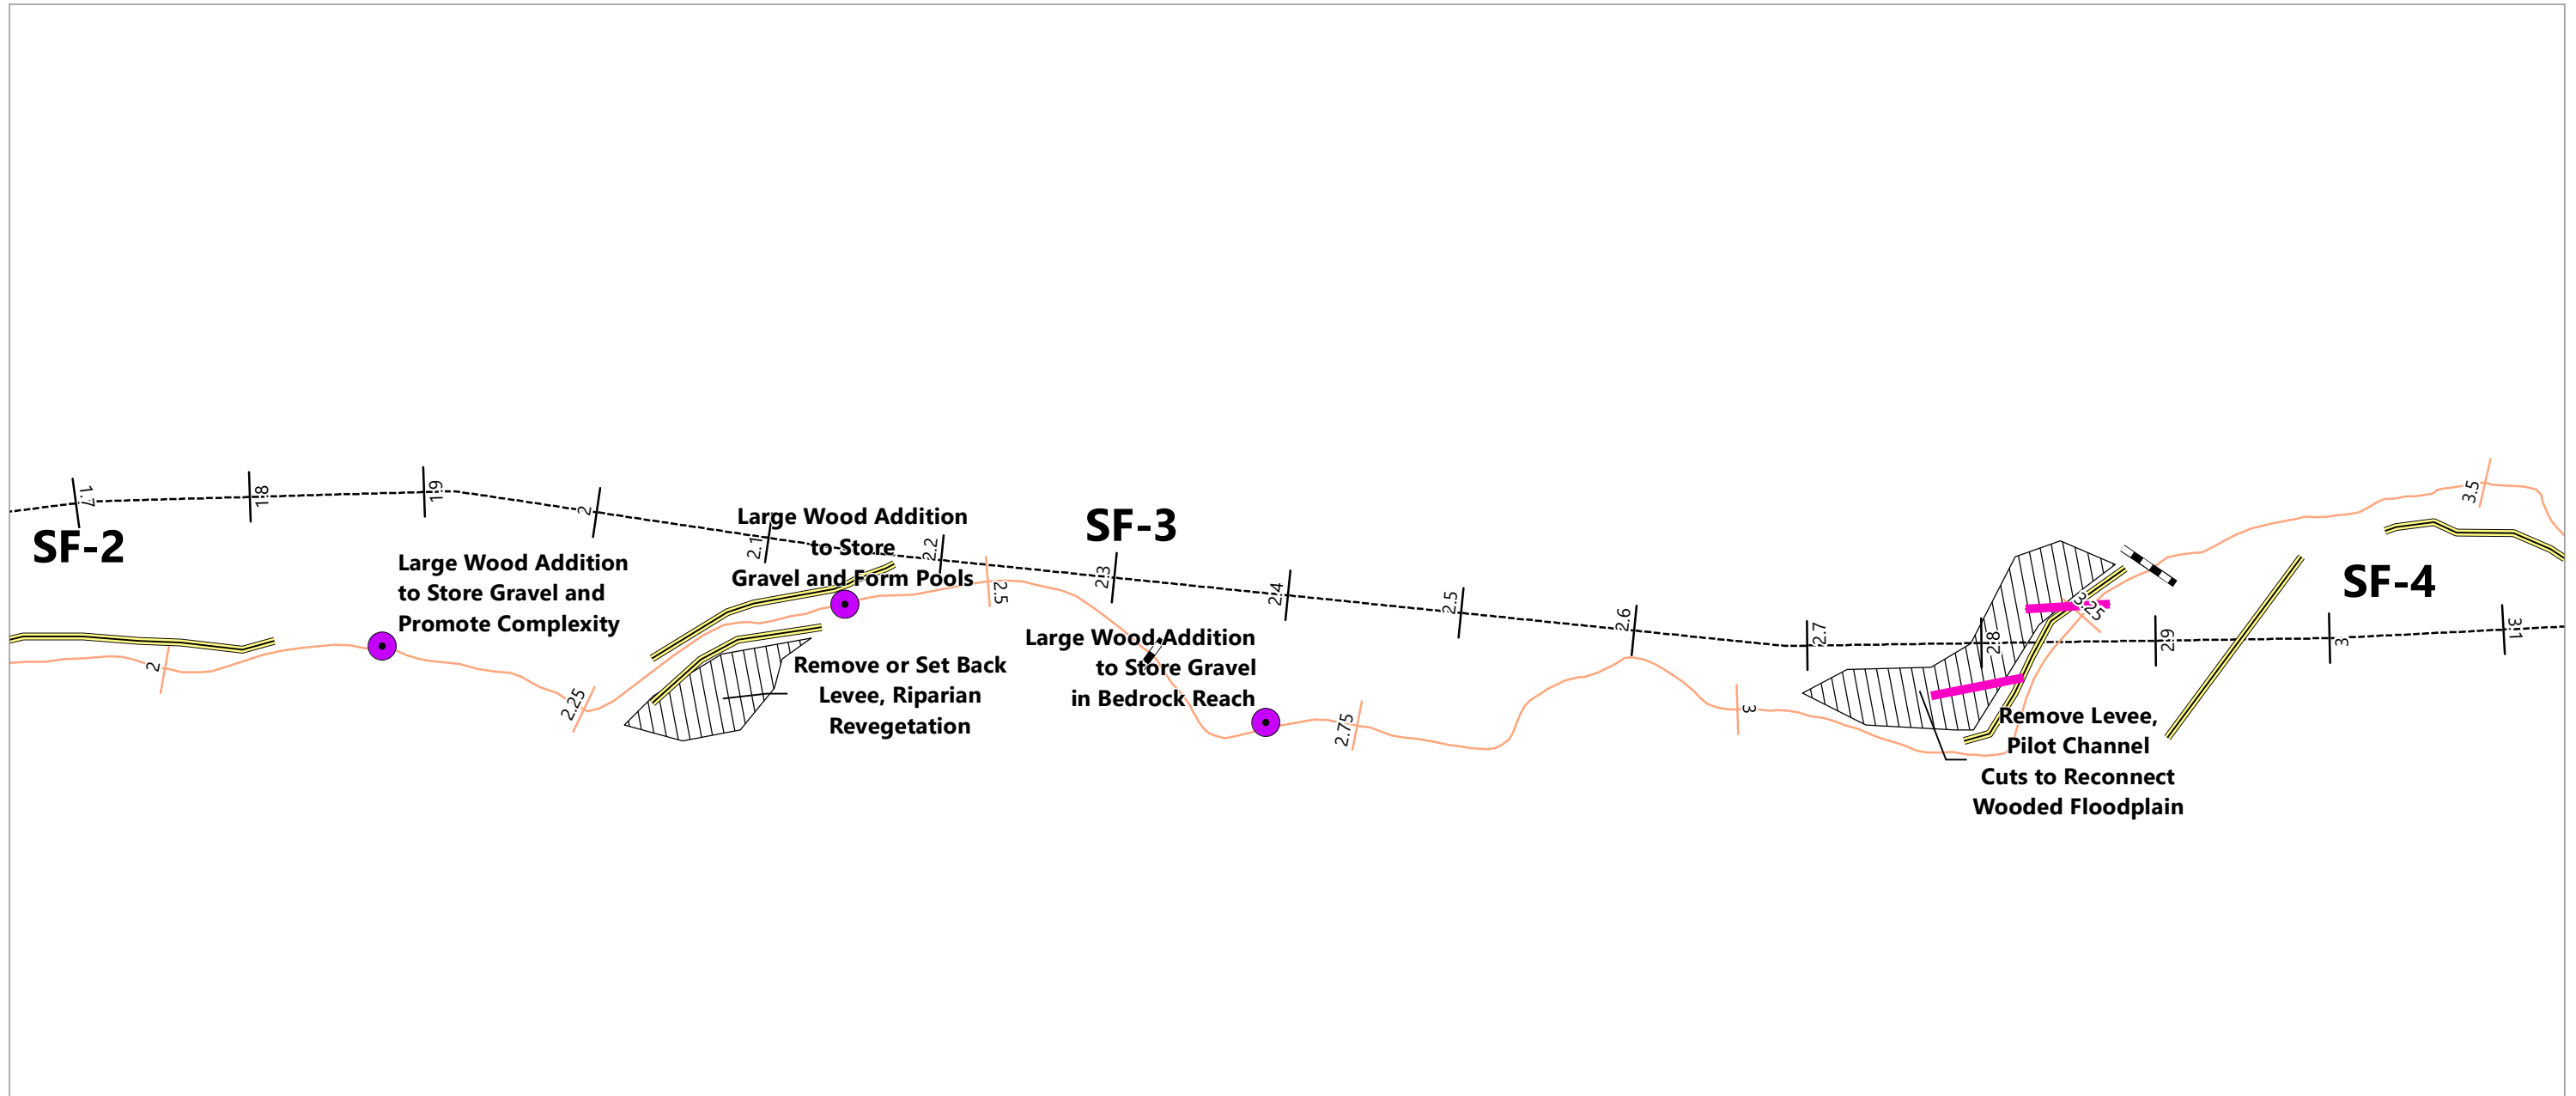 1.7
1.8
1.9
2
2.1
2.2
2.3
2.4
2.5
2.6
2.7
2.8
2.9
3
3.1
SF-2
SF-3
SF-4
Large Wood Addition
to Store Gravel and
Promote Complexity
Large Wood Addition
to Store
Gravel and Form Pools
Remove or Set Back
Levee, Riparian
Revegetation
Large Wood Addition
to Store Gravel
in Bedrock Reach
Remove Levee,
Pilot Channel
Cuts to Reconnect
Wooded Floodplain
2
2.25
2.5
2.75
3
3.25
3.5